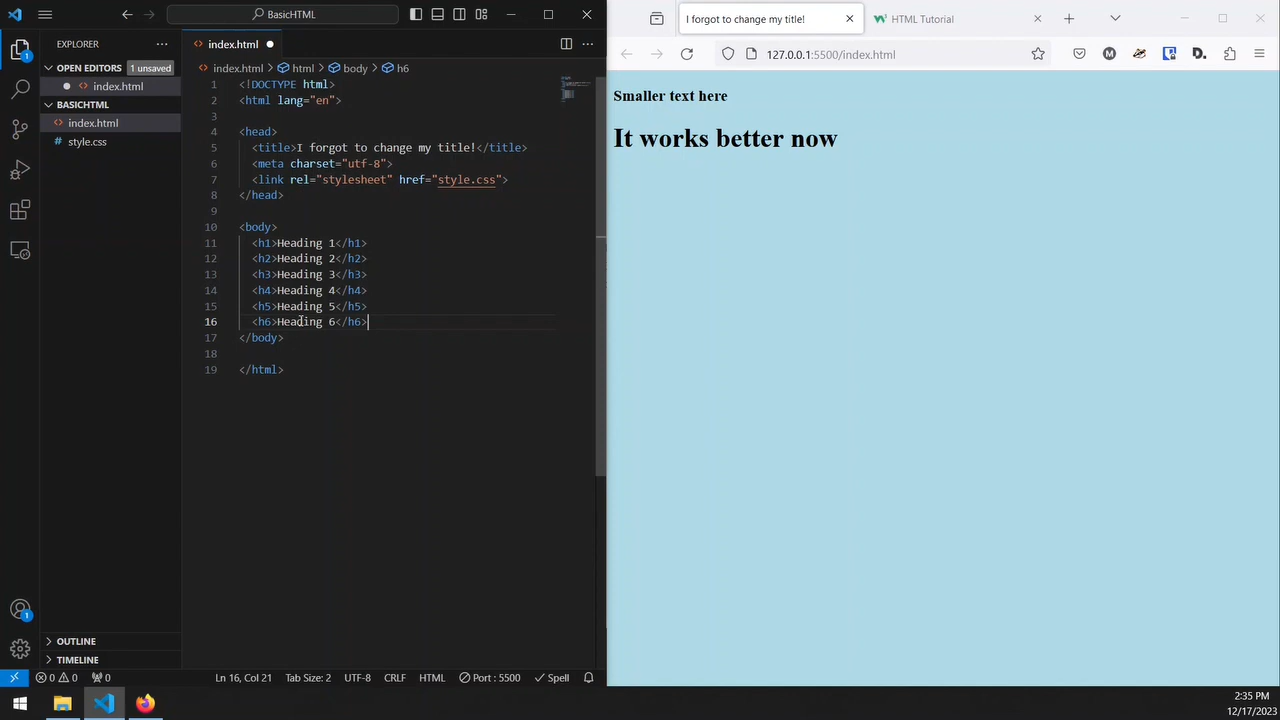 BasicHTML
EXPLORER
OPEN EDITORS 1 unsaved
index.html
BASICHTML
index.html
style.css
OUTLINE
TIMELINE
index.html
index.html > html > body > h6
1 <!DOCTYPE html>
2 <html lang="en">
3
4 <head>
5 <title>I forgot to change my title!</title>
6 <meta charset="utf-8">
7 <link rel="stylesheet" href="style.css">
8 </head>
9
10 <body>
11 <h1>Heading 1</h1>
12 <h2>Heading 2</h2>
13 <h3>Heading 3</h3>
14 <h4>Heading 4</h4>
15 <h5>Heading 5</h5>
16 <h6>Heading 6</h6>
17 </body>
18
19 </html>
1
1
0 0 0 Ln 16, Col 21 Tab Size: 2 UTF-8 CRLF HTML Port : 5500 Spell
I forgot to change my title!
HTML Tutorial
127.0.0.1:5500/index.html
Smaller text here
It works better now
2:35 PM
12/17/2023